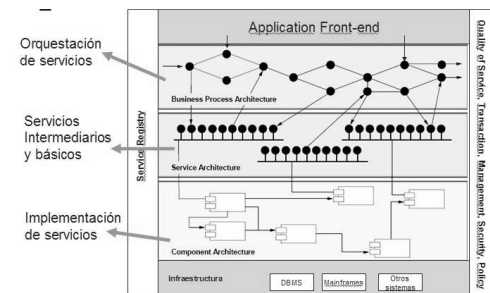 Application Front-end
Orquestación
de servicios
Business Process Architecture
Servicios
Intermediarios
y básicos
Service Registry
Service Architecture
Implementación
de servicios
Component Architecture
Infraestructura
DBMS
Mainframes
Otros
sistemas
Quality of Service, Transaction, Management, Security, Policy